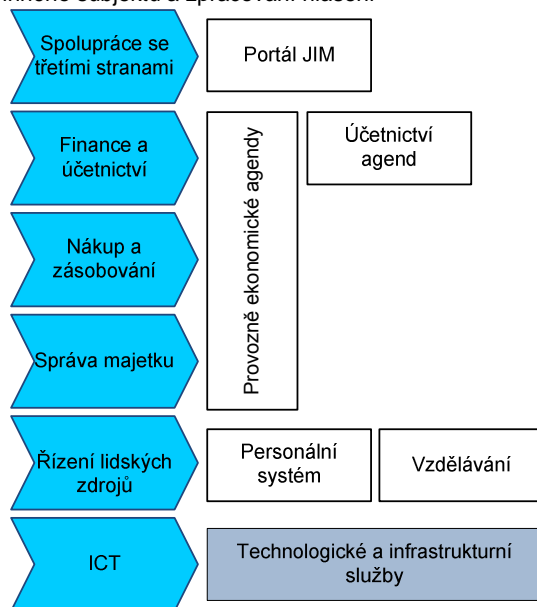 Spolupráce se
třetími stranami
Portál JIM
Finance a
účetnictví
Provozně ekonomické agendy
Účetnictví
agend
Nákup a
zásobování
Správa majetku
Řízení lidských
zdrojů
Personální
systém
Vzdělávání
ICT
Technologické a infrastrukturní
služby